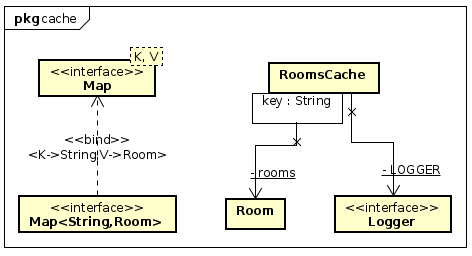 pkg cache
K, V
<<interface>>
Map
<<bind>>
<K->String,V->Room>
<<interface>>
Map<String,Room>
RoomsCache
key : String
- rooms
- LOGGER
Room
<<interface>>
Logger